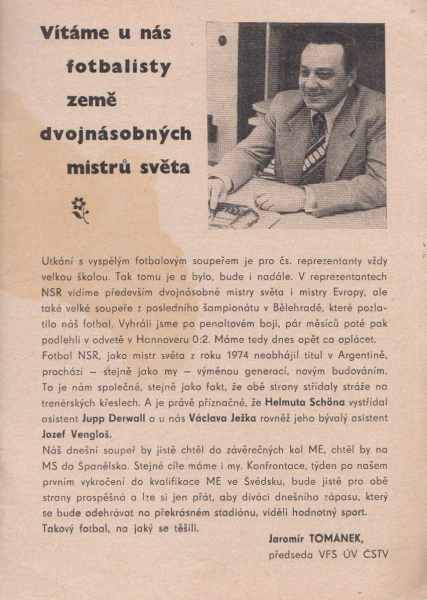 Vítáme u nás
fotbalisty
země
dvojnásobných
mistrů světa
Utkání s vyspělým fotbalovým soupeřem je pro čs. reprezentanty vždy
velkou školou. Tak tomu je a bylo, bude i nadále. V reprezentantech
NSR vidíme především dvojnásobné mistry světa i mistry Evropy, ale
také velké soupeře z posledního šampionátu v Bělehradě, které pozla-
tilo náš fotbal. Vyhráli jsme po penaltovém boji, pár měsíců poté pak
podlehli v odvetě v Hannoveru 0:2. Máme tedy dnes opět co oplácet.
Fotbal NSR, jako mistr světa z roku 1974 neobhájil titul v Argentině,
prochází – stejně jako my – výměnou generací, novým budováním.
To je nám společné, stejně jako fakt, že obě strany střídaly stráže na
trenérských křeslech. A je právě příznačné, že Helmuta Schöna vystřídal
asistent Jupp Derwall a u nás Václava Ježka rovněž jeho bývalý asistent
Jozef Vengloš.
Náš dnešní soupeř by jistě chtěl do závěrečných kol ME, chtěl by na
MS do Španělska. Stejné cíle máme i my. Konfrontace, týden po našem
prvním vykročení do kvalifikace ME ve Švédsku, bude jistě pro obě
strany prospěšná a lze si jen přát, aby diváci dnešního zápasu, který
se bude odehrávat na překrásném stadiónu, viděli hodnotný sport.
Takový fotbal, na jaký se těšili.
Jaromír TOMÁNEK,
předseda VFS ÚV ČSTV